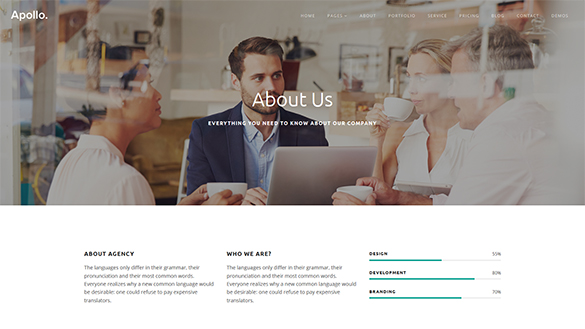 Apollo.
HOME PAGES ABOUT PORTFOLIO SERVICE PRICING BLOG CONTACT DEMOS
About Us
EVERYTHING YOU NEED TO KNOW ABOUT OUR COMPANY
ABOUT AGENCY
The languages only differ in their grammar, their
pronunciation and their most common words.
Everyone realizes why a new common language would
be desirable: one could refuse to pay expensive
translators.
WHO WE ARE?
The languages only differ in their grammar, their
pronunciation and their most common words.
Everyone realizes why a new common language would
be desirable: one could refuse to pay expensive
translators.
DESIGN 55%
DEVELOPMENT 80%
BRANDING 70%